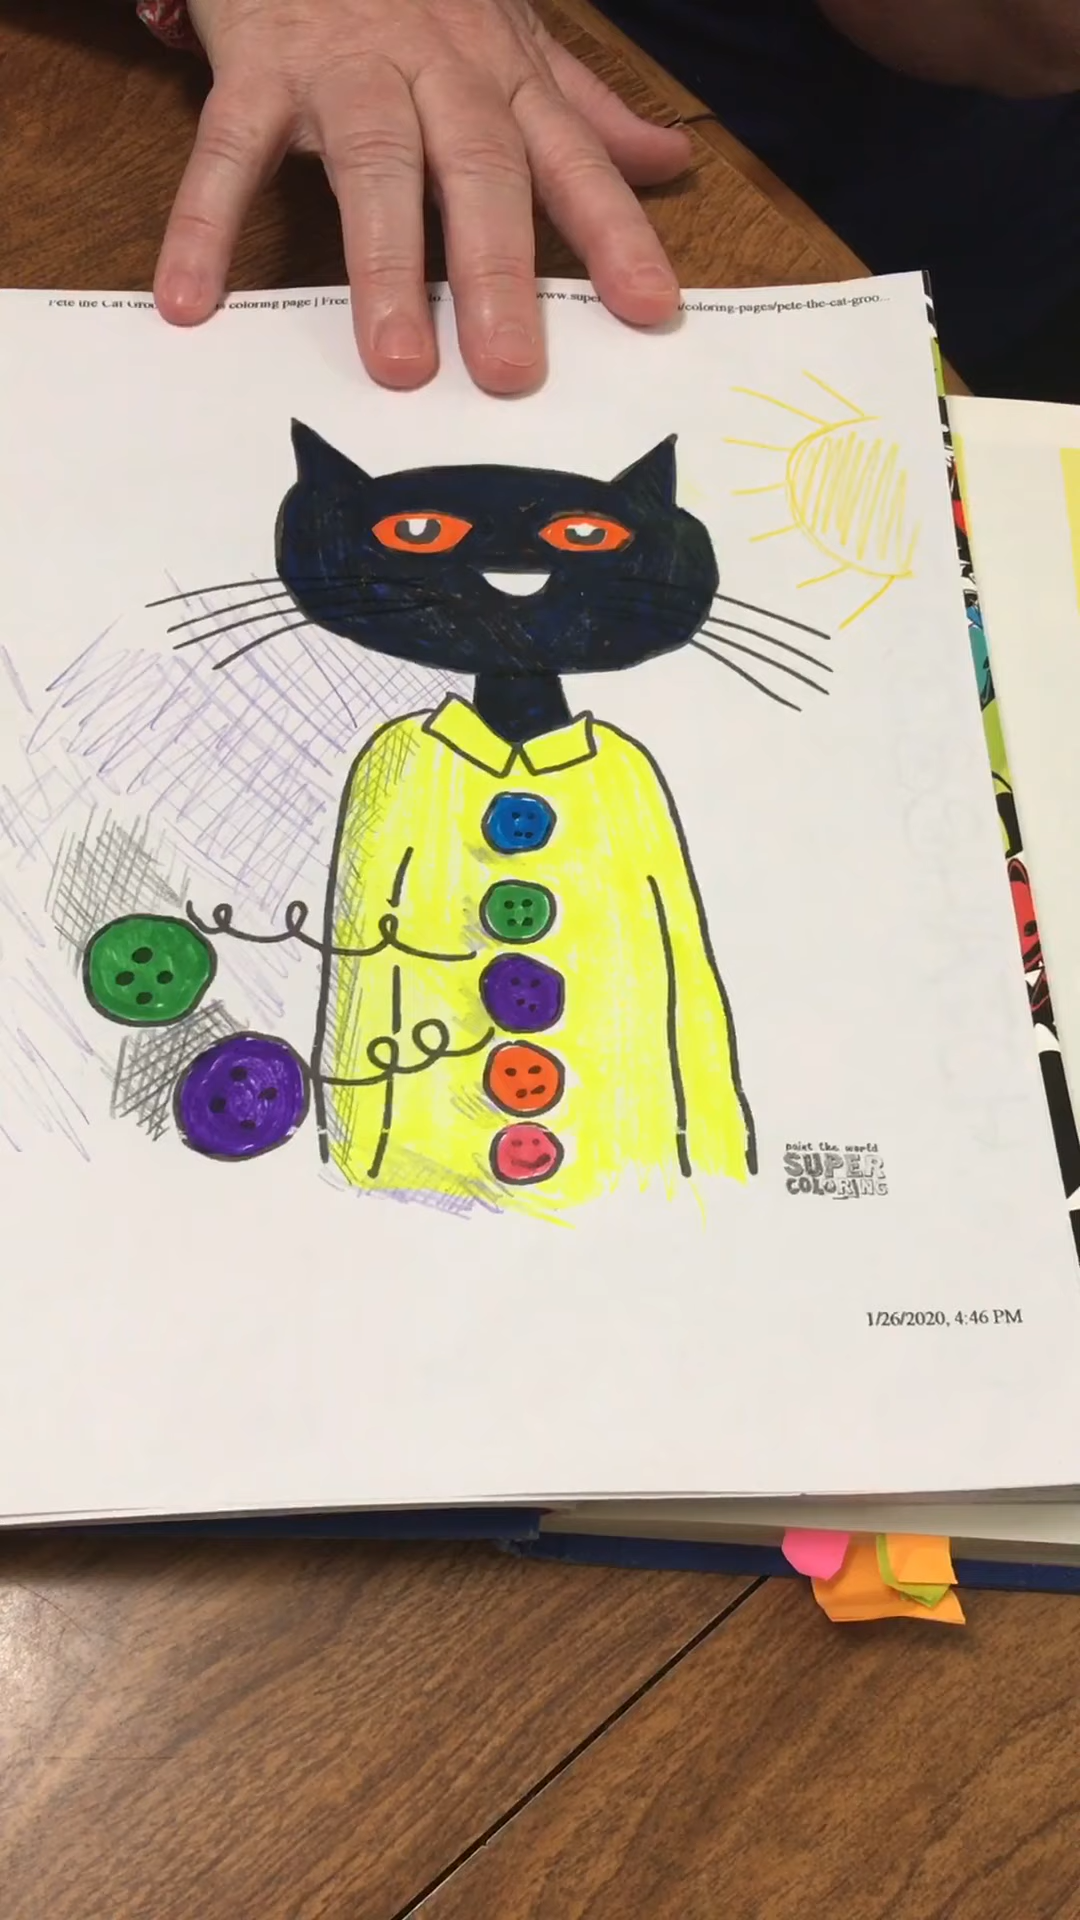 Pete the Cat Groo s coloring page | Free lo...
www.supe /coloring-pages/pete-the-cat-groo...
paint the world
SUPER
COLORING
1/26/2020, 4:46 PM